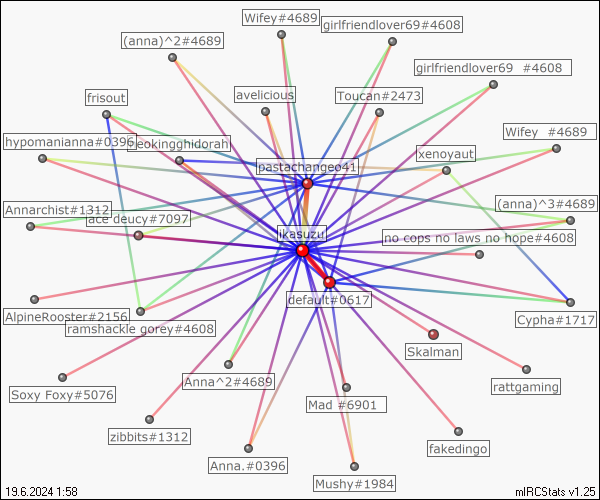 Wifey#4689
girlfriendlover69#4608
(anna)^2#4689
girlfriendlover69  #4608
frisout
avelicious
Toucan#2473
Wifey  #4689
hypomanianna#0396
neokingghidorah
xenoyaut
pastachangeo41
Annarchist#1312
ace deucy#7097
(anna)^3#4689
ikasuzu
no cops no laws no hope#4608
default#0617
AlpineRooster#2156
ramshackle gorey#4608
Cypha#1717
Skalman
Soxy Foxy#5076
Anna^2#4689
rattgaming
Mad #6901
zibbits#1312
fakedingo
Anna.#0396
Mushy#1984
19.6.2024 1:58
mIRCStats v1.25